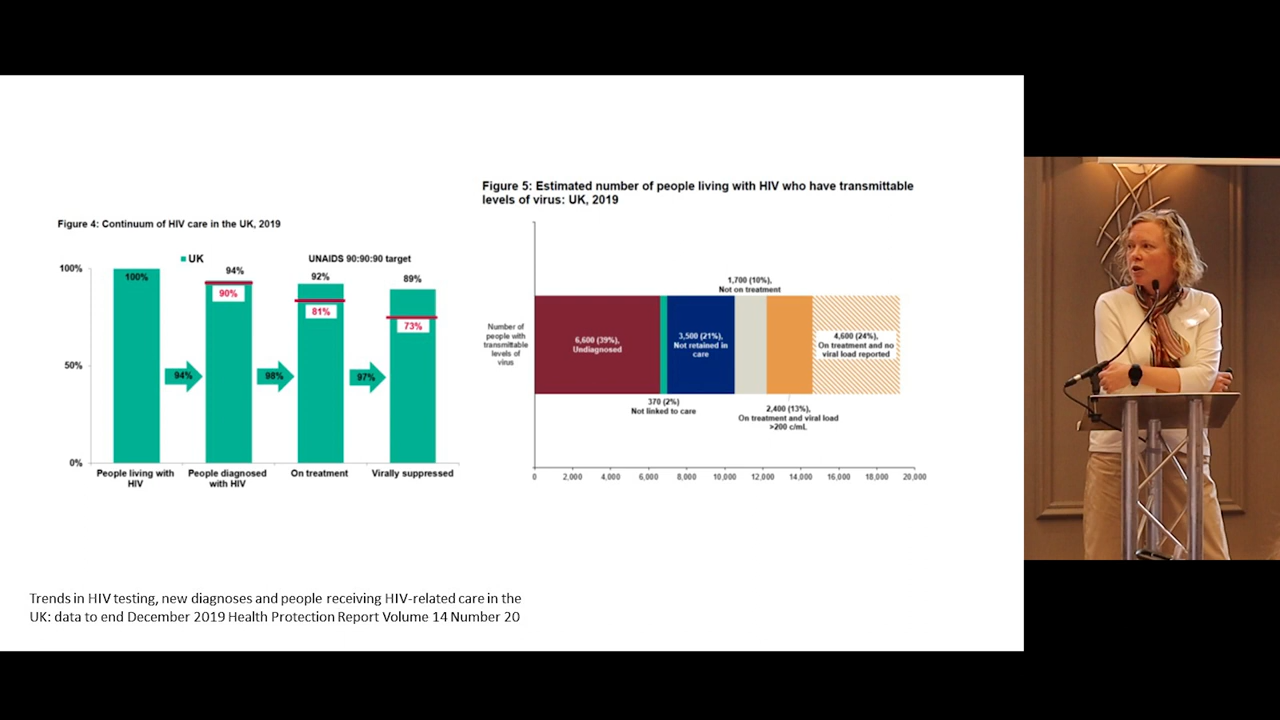 Figure 4: Continuum of HIV care in the UK, 2019
UK
UNAIDS 90:90:90 target
100%
50%
0%
100%
94%
90%
92%
81%
89%
73%
94%
98%
97%
People living with
HIV
People diagnosed
with HIV
On treatment
Virally suppressed
Figure 5: Estimated number of people living with HIV who have transmittable
levels of virus: UK, 2019
Number of
people with
transmittable
levels of
virus
6,600 (39%),
Undiagnosed
370 (2%)
Not linked to care
3,500 (21%),
Not retained in
care
1,700 (10%),
Not on treatment
2,400 (13%),
On treatment and viral load
>200 c/mL
4,600 (24%),
On treatment and no
viral load reported
0
2,000
4,000
6,000
8,000
10,000
12,000
14,000
16,000
18,000
20,000
Trends in HIV testing, new diagnoses and people receiving HIV-related care in the
UK: data to end December 2019 Health Protection Report Volume 14 Number 20